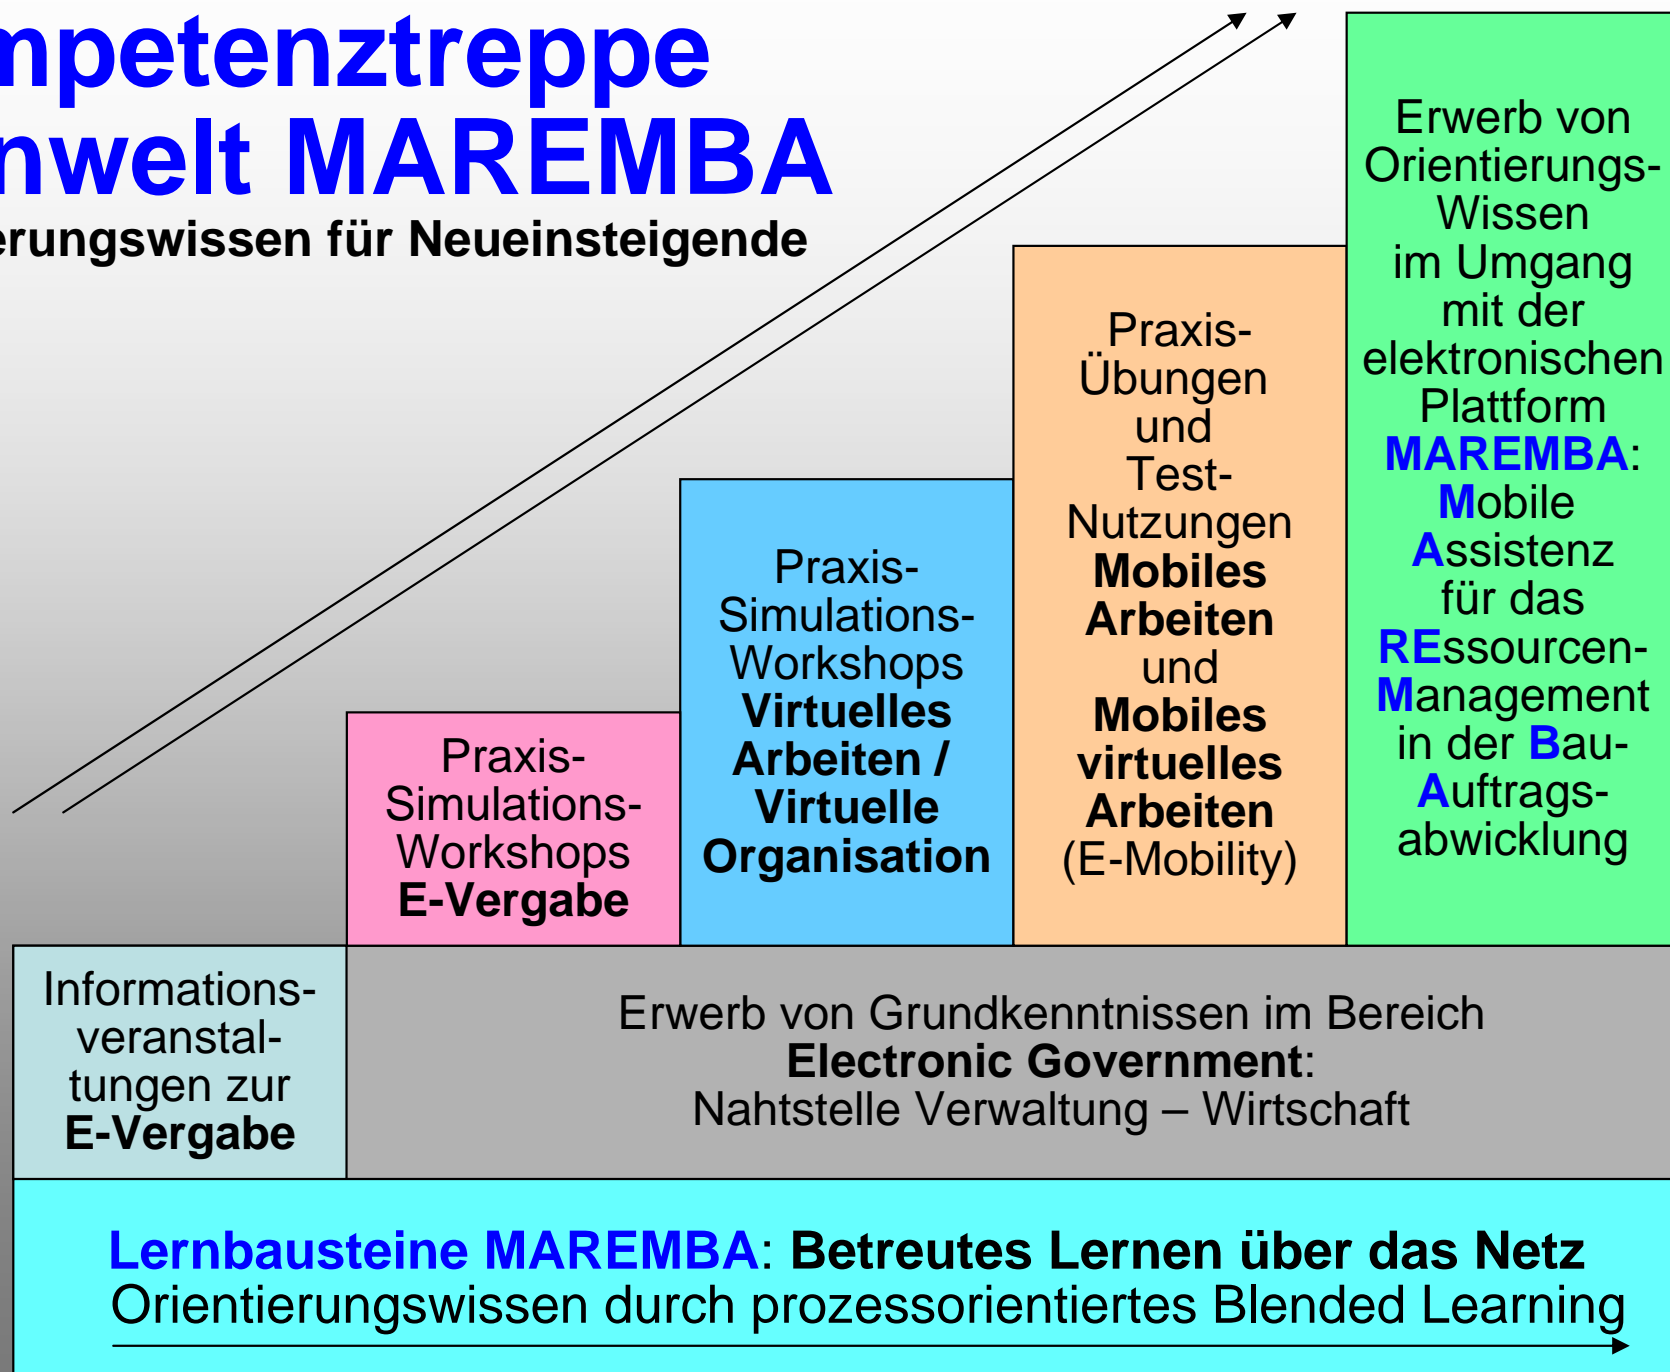 mpetenztreppe
nwelt MAREMBA
erungswissen für Neueinsteigende
Informations-
veranstal-
tungen zur
E-Vergabe
Praxis-
Simulations-
Workshops
E-Vergabe
Praxis-
Simulations-
Workshops
Virtuelles
Arbeiten /
Virtuelle
Organisation
Praxis-
Übungen
und
Test-
Nutzungen
Mobiles
Arbeiten
und
Mobiles
virtuelles
Arbeiten
(E-Mobility)
Erwerb von
Orientierungs-
Wissen
im Umgang
mit der
elektronischen
Plattform
MAREMBA:
Mobile
Assistenz
für das
REssourcen-
Management
in der Bau-
Auftrags-
abwicklung
Erwerb von Grundkenntnissen im Bereich
Electronic Government:
Nahtstelle Verwaltung – Wirtschaft
Lernbausteine MAREMBA: Betreutes Lernen über das Netz
Orientierungswissen durch prozessorientiertes Blended Learning